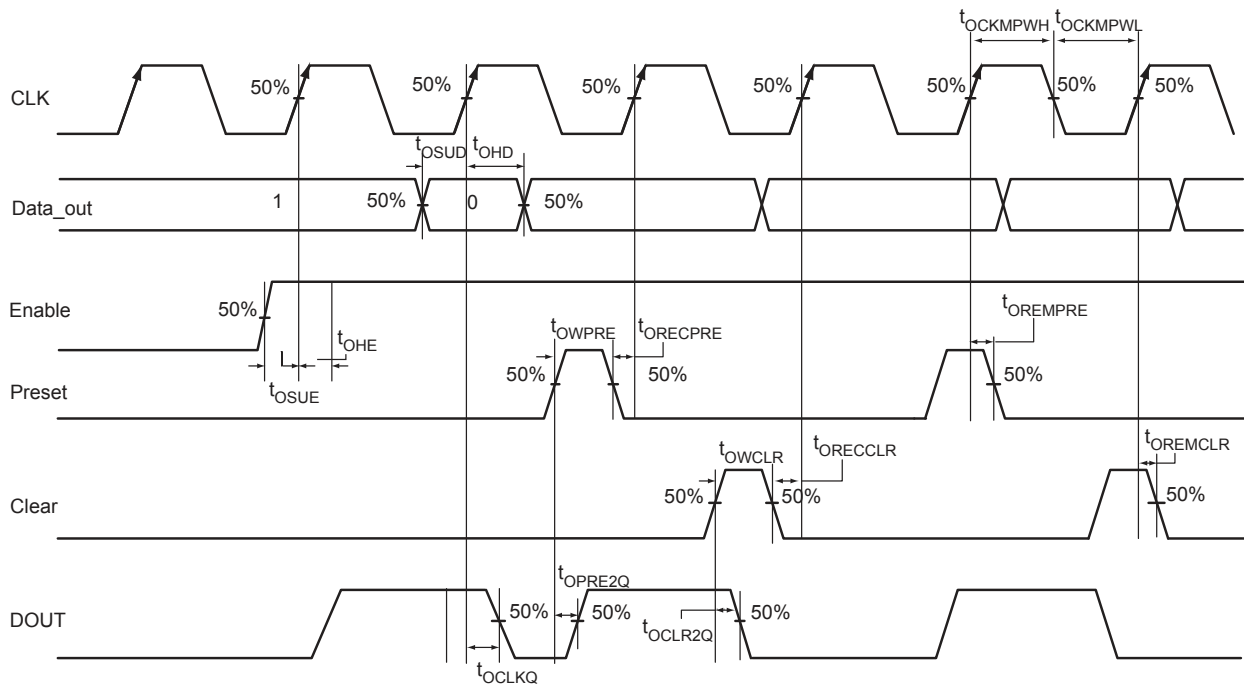 tOCKMPWH tOCKMPWL
CLK
50% 50% 50% 50% 50% 50% 50%
tOSUD tOHD
Data_out
1 50% 0 50%
Enable
50%
tOHE
tOSUE
tOWPRE tORECPRE
tOREMPRE
Preset
50% 50% 50%
tOWCLR tORECCLR
tOREMCLR
Clear
50% 50% 50%
tOPRE2Q
DOUT
50% 50% 50%
tOCLR2Q
tOCLKQ